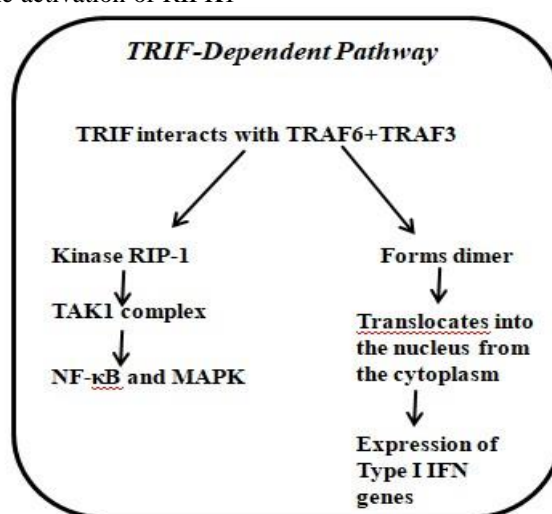 TRIF-Dependent Pathway
TRIF interacts with TRAF6+TRAF3
Kinase RIP-1
TAK1 complex
NF-κB and MAPK
Forms dimer
Translocates into
the nucleus from
the cytoplasm
Expression of
Type I IFN
genes